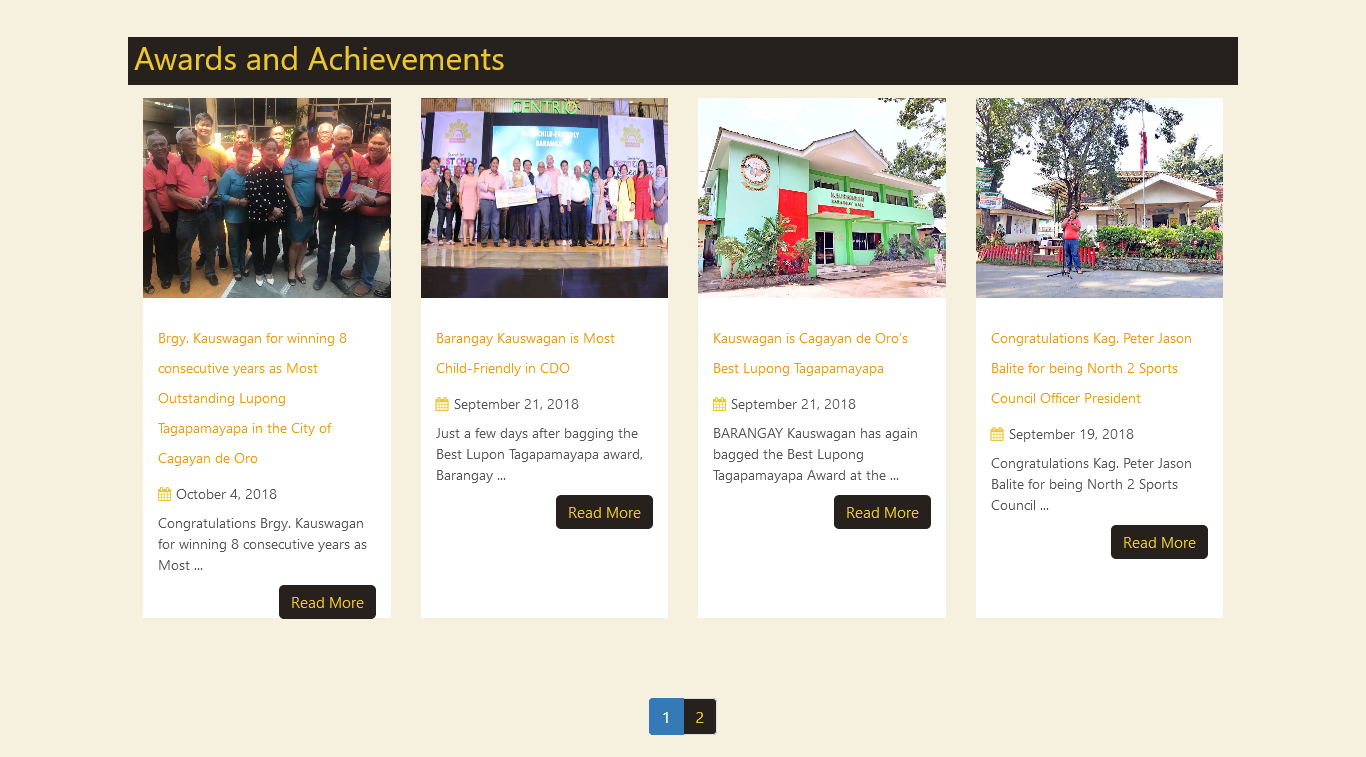 Awards and Achievements
CENTRIO
CHILD-FRIENDLY
BARANGAY
BARANGAY HALL
Brgy. Kauswagan for winning 8
consecutive years as Most
Outstanding Lupong
Tagapamayapa in the City of
Cagayan de Oro
October 4, 2018
Congratulations Brgy. Kauswagan
for winning 8 consecutive years as
Most ...
Read More
Barangay Kauswagan is Most
Child-Friendly in CDO
September 21, 2018
Just a few days after bagging the
Best Lupon Tagapamayapa award,
Barangay ...
Read More
Kauswagan is Cagayan de Oro's
Best Lupong Tagapamayapa
September 21, 2018
BARANGAY Kauswagan has again
bagged the Best Lupong
Tagapamayapa Award at the ...
Read More
Congratulations Kag. Peter Jason
Balite for being North 2 Sports
Council Officer President
September 19, 2018
Congratulations Kag. Peter Jason
Balite for being North 2 Sports
Council ...
Read More
1 2